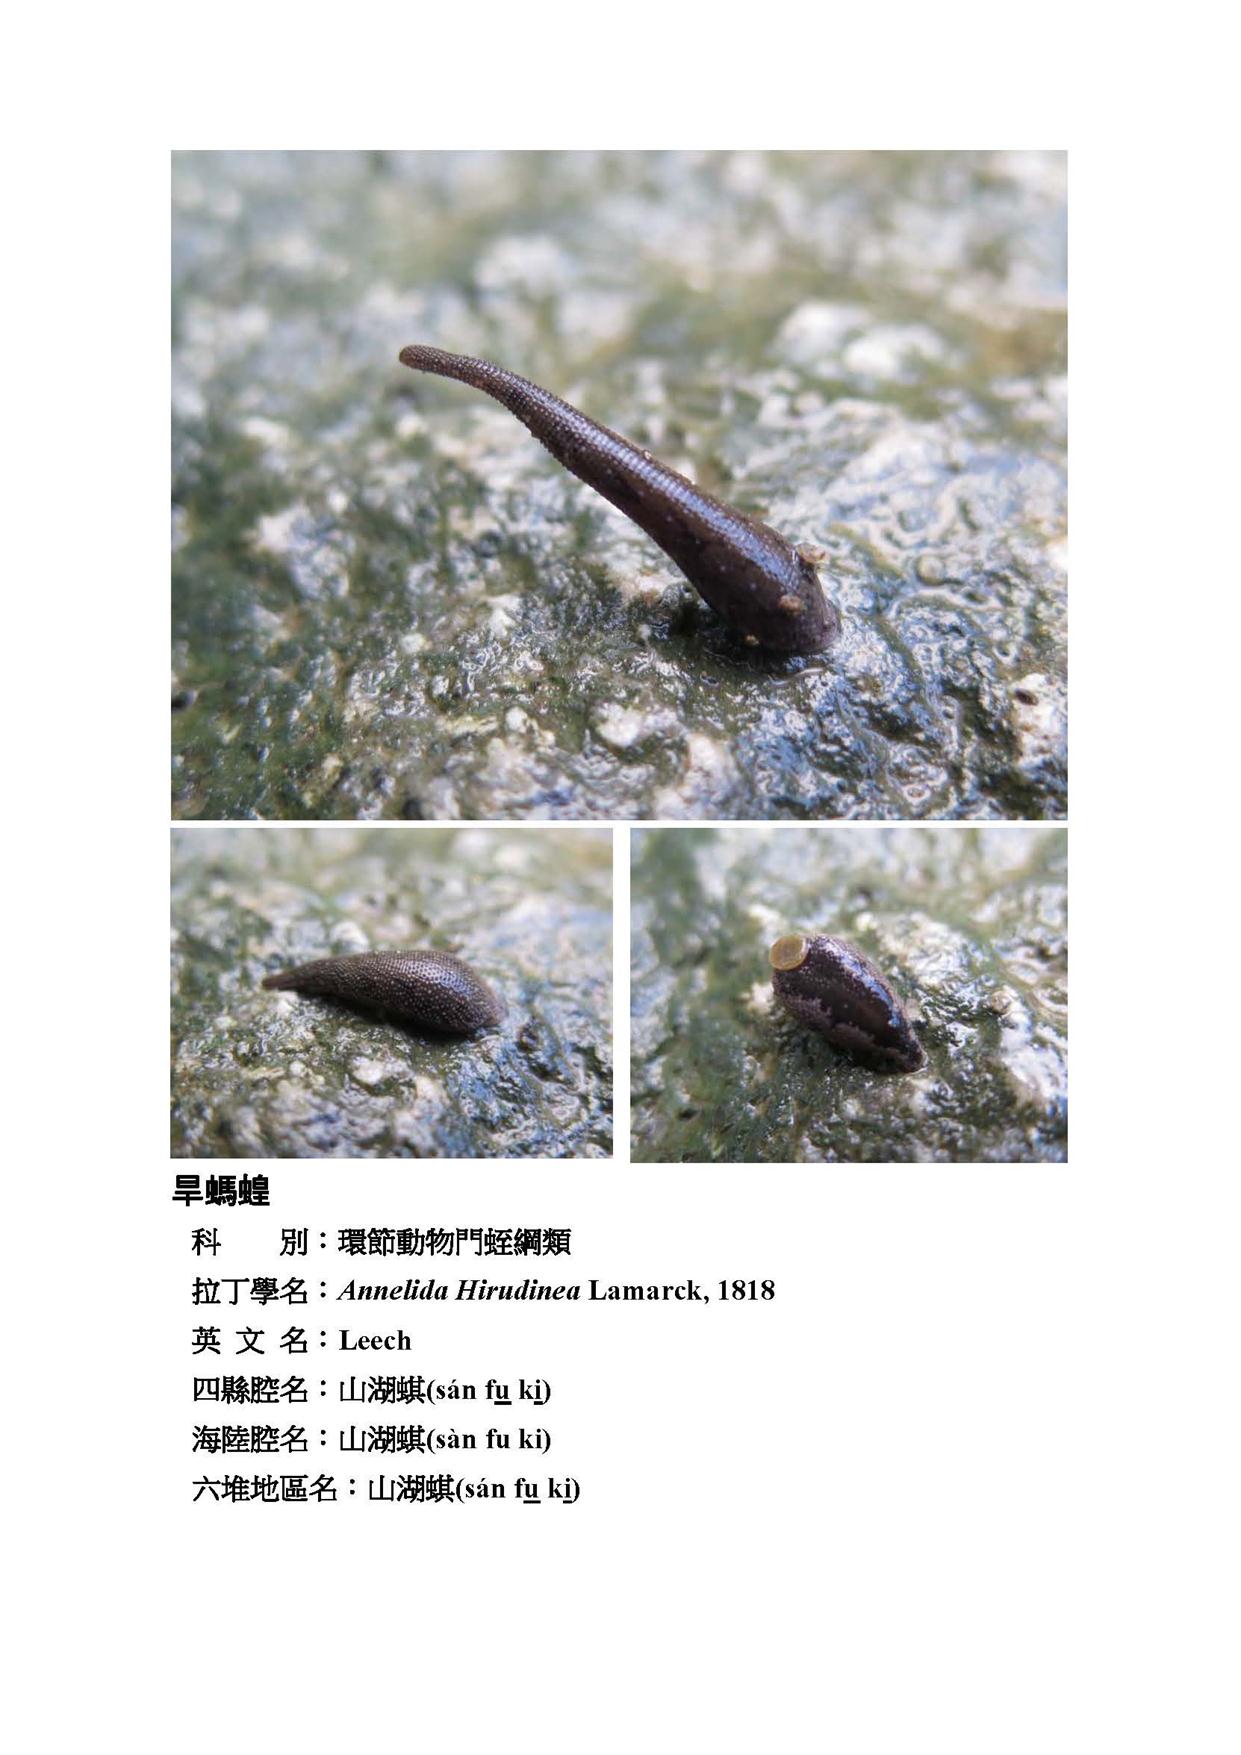 旱螞蝗
科　　別：環節動物門蛭綱類
拉丁學名：Annelida Hirudinea Lamarck, 1818
英 文 名：Leech
四縣腔名：山湖蜞(sán fu̲ ki̲)
海陸腔名：山湖蜞(sàn fu ki)
六堆地區名：山湖蜞(sán fu̲ ki̲)